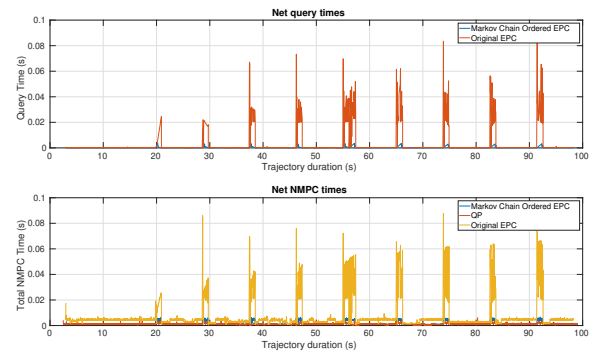 Net query times
0.1
0.08
0.06
0.04
0.02
0
Query Time (s)
Markov Chain Ordered EPC
Original EPC
0 10 20 30 40 50 60 70 80 90 100
Trajectory duration (s)
Net NMPC times
0.1
0.08
0.06
0.04
0.02
0
Total NMPC Time (s)
Markov Chain Ordered EPC
QP
Original EPC
0 10 20 30 40 50 60 70 80 90 100
Trajectory duration (s)